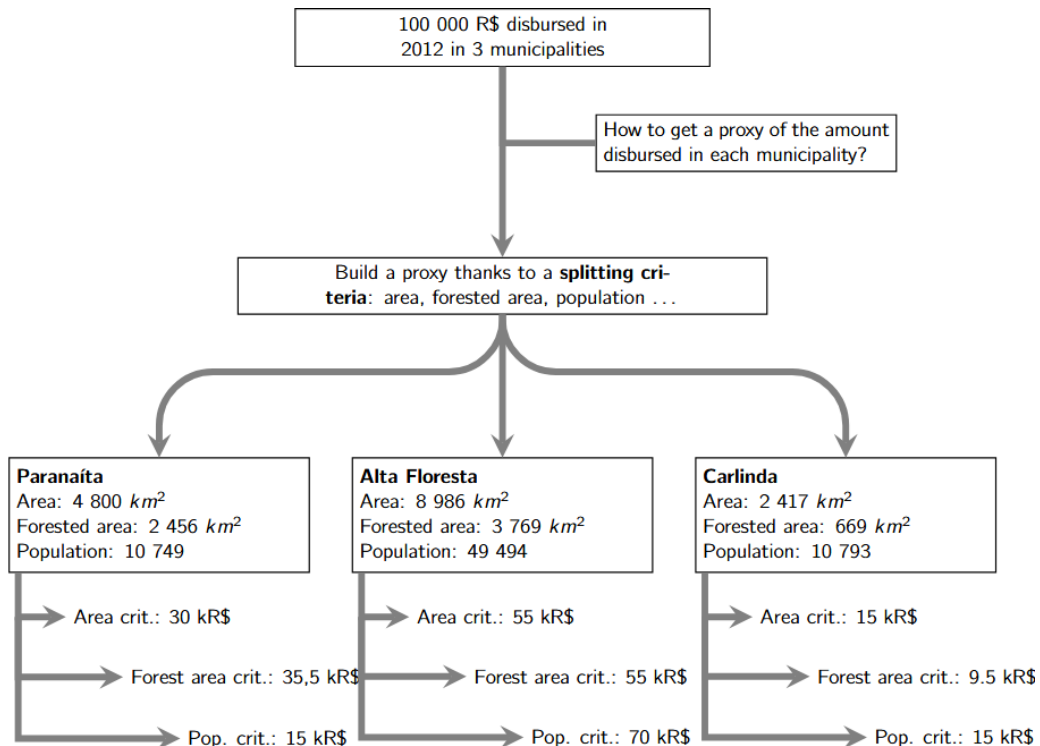 100 000 R$ disbursed in
2012 in 3 municipalities
How to get a proxy of the amount
disbursed in each municipality?
Build a proxy thanks to a splitting cri-
teria: area, forested area, population ...
Paranaíta
Area: 4 800 km²
Forested area: 2 456 km²
Population: 10 749
Area crit.: 30 kR$
Forest area crit.: 35,5 kR$
Pop. crit.: 15 kR$
Alta Floresta
Area: 8 986 km²
Forested area: 3 769 km²
Population: 49 494
Area crit.: 55 kR$
Forest area crit.: 55 kR$
Pop. crit.: 70 kR$
Carlinda
Area: 2 417 km²
Forested area: 669 km²
Population: 10 793
Area crit.: 15 kR$
Forest area crit.: 9.5 kR$
Pop. crit.: 15 kR$